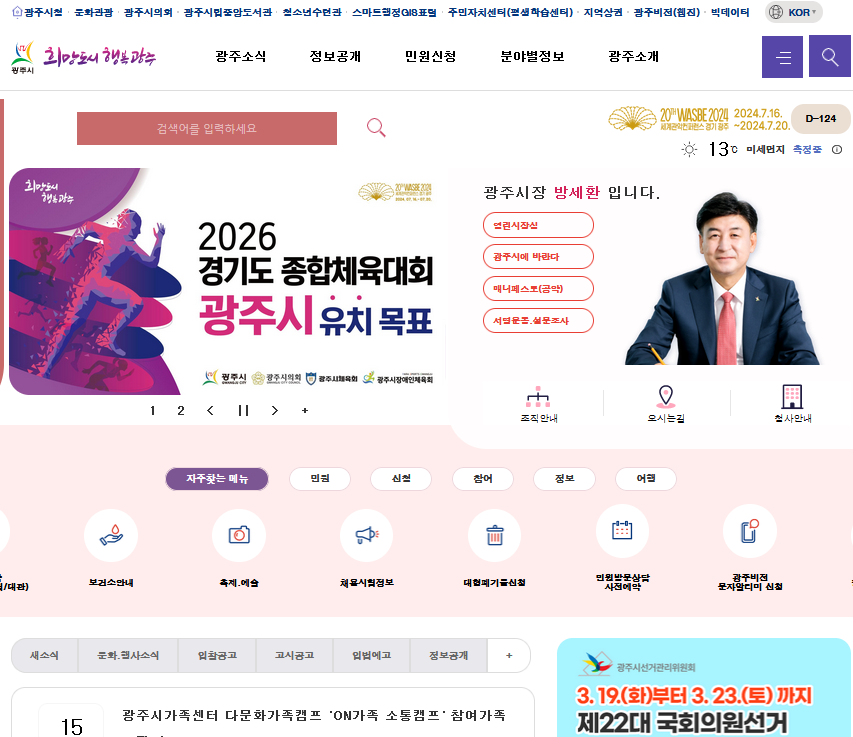 광주시청 문화관광 광주시의회 광주시립중앙도서관 청소년수련관 스마트행정GIS포털 주민자치센터(평생학습센터) 지역상권 광주비전(웹진) 빅데이터 KOR
광주시 희망도시 행복광주
광주소식 정보공개 민원신청 분야별정보 광주소개
검색어를 입력하세요
20TH WASBE 2024 2024.7.16.
세계관악컨퍼런스 경기 광주 ~2024.7.20.
D-124
13℃ 미세먼지 측정중
희망도시
행복광주
20TH WASBE 2024
2026
경기도 종합체육대회
광주시 유치 목표
광주시 광주시의회 광주시체육회 광주시장애인체육회
1 2 +
광주시장 방세환 입니다.
열린시장실
광주시에 바란다
매니페스토(공약)
서명운동.설문조사
조직안내 오시는길 청사안내
자주찾는 메뉴 민원 신청 참여 정보 여행
보건소안내 축제.예술 채용시험정보 대형폐기물신청
민원방문상담
사전예약
광주비전
문자알리미 신청
새소식 문화.행사소식 입찰공고 고시공고 입법예고 정보공개 +
15
광주시가족센터 다문화가족캠프 'ON가족 소통캠프' 참여가족
광주시선거관리위원회
3. 19.(화)부터 3. 23.(토) 까지
제22대 국회의원선거